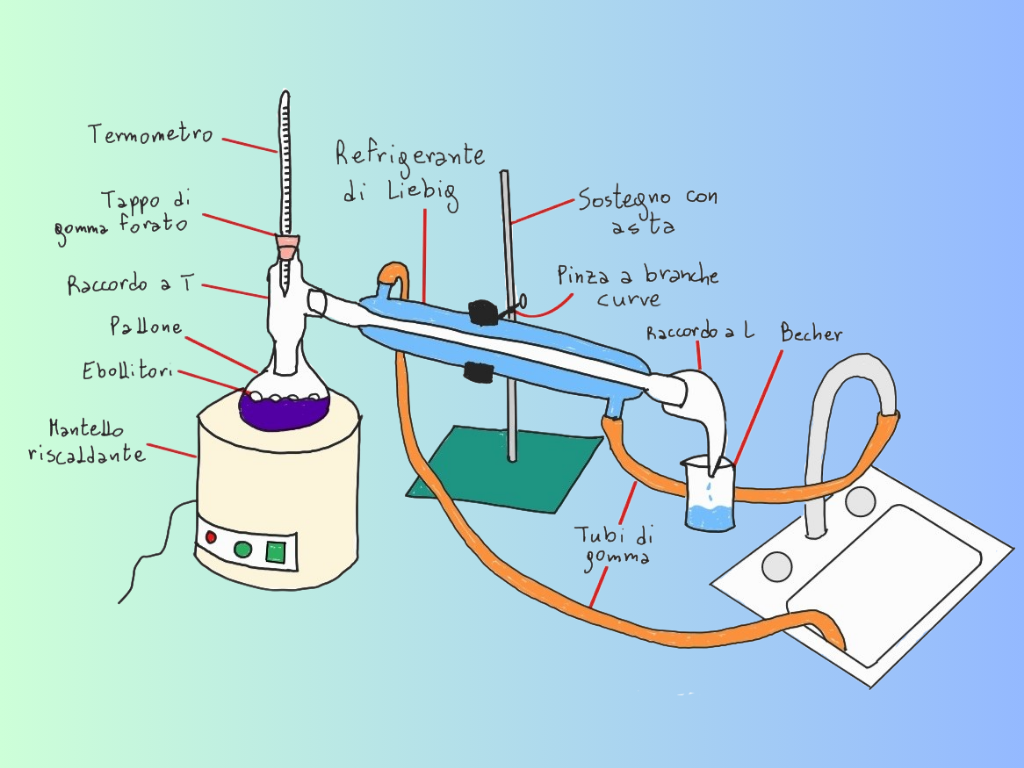 Termometro
Refrigerante
di Liebig
Tappo di
gomma forato
Sostegno con
asta
Raccordo a T
Pinza a branche
curve
Pallone
Raccordo a L
Becher
Ebollitori
Mantello
riscaldante
Tubi di
gomma